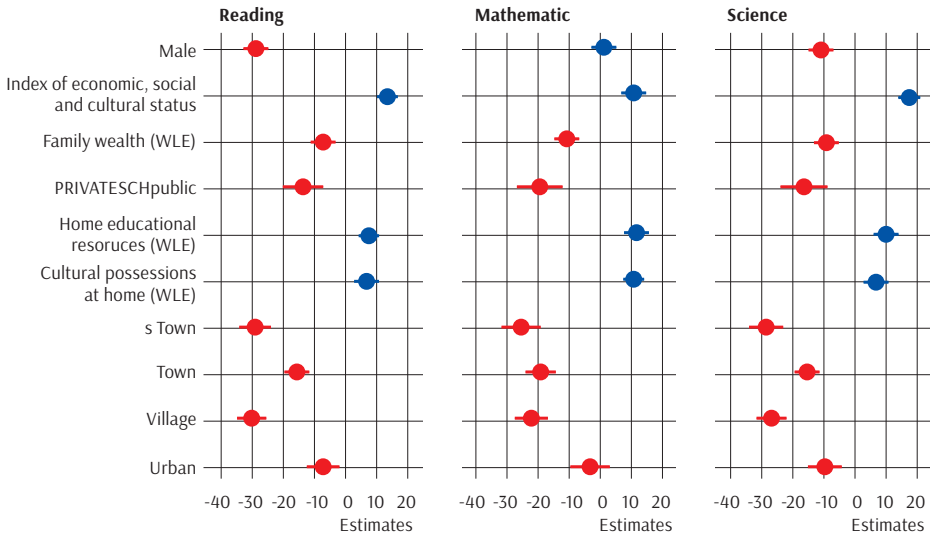 Reading
Mathematic
Science
Male
Index of economic, social
and cultural status
Family wealth (WLE)
PRIVATESCHpublic
Home educational
resoruces (WLE)
Cultural possessions
at home (WLE)
s Town
Town
Village
Urban
-40 -30 -20 -10 0 10 20
-40 -30 -20 -10 0 10 20
-40 -30 -20 -10 0 10 20
Estimates
Estimates
Estimates